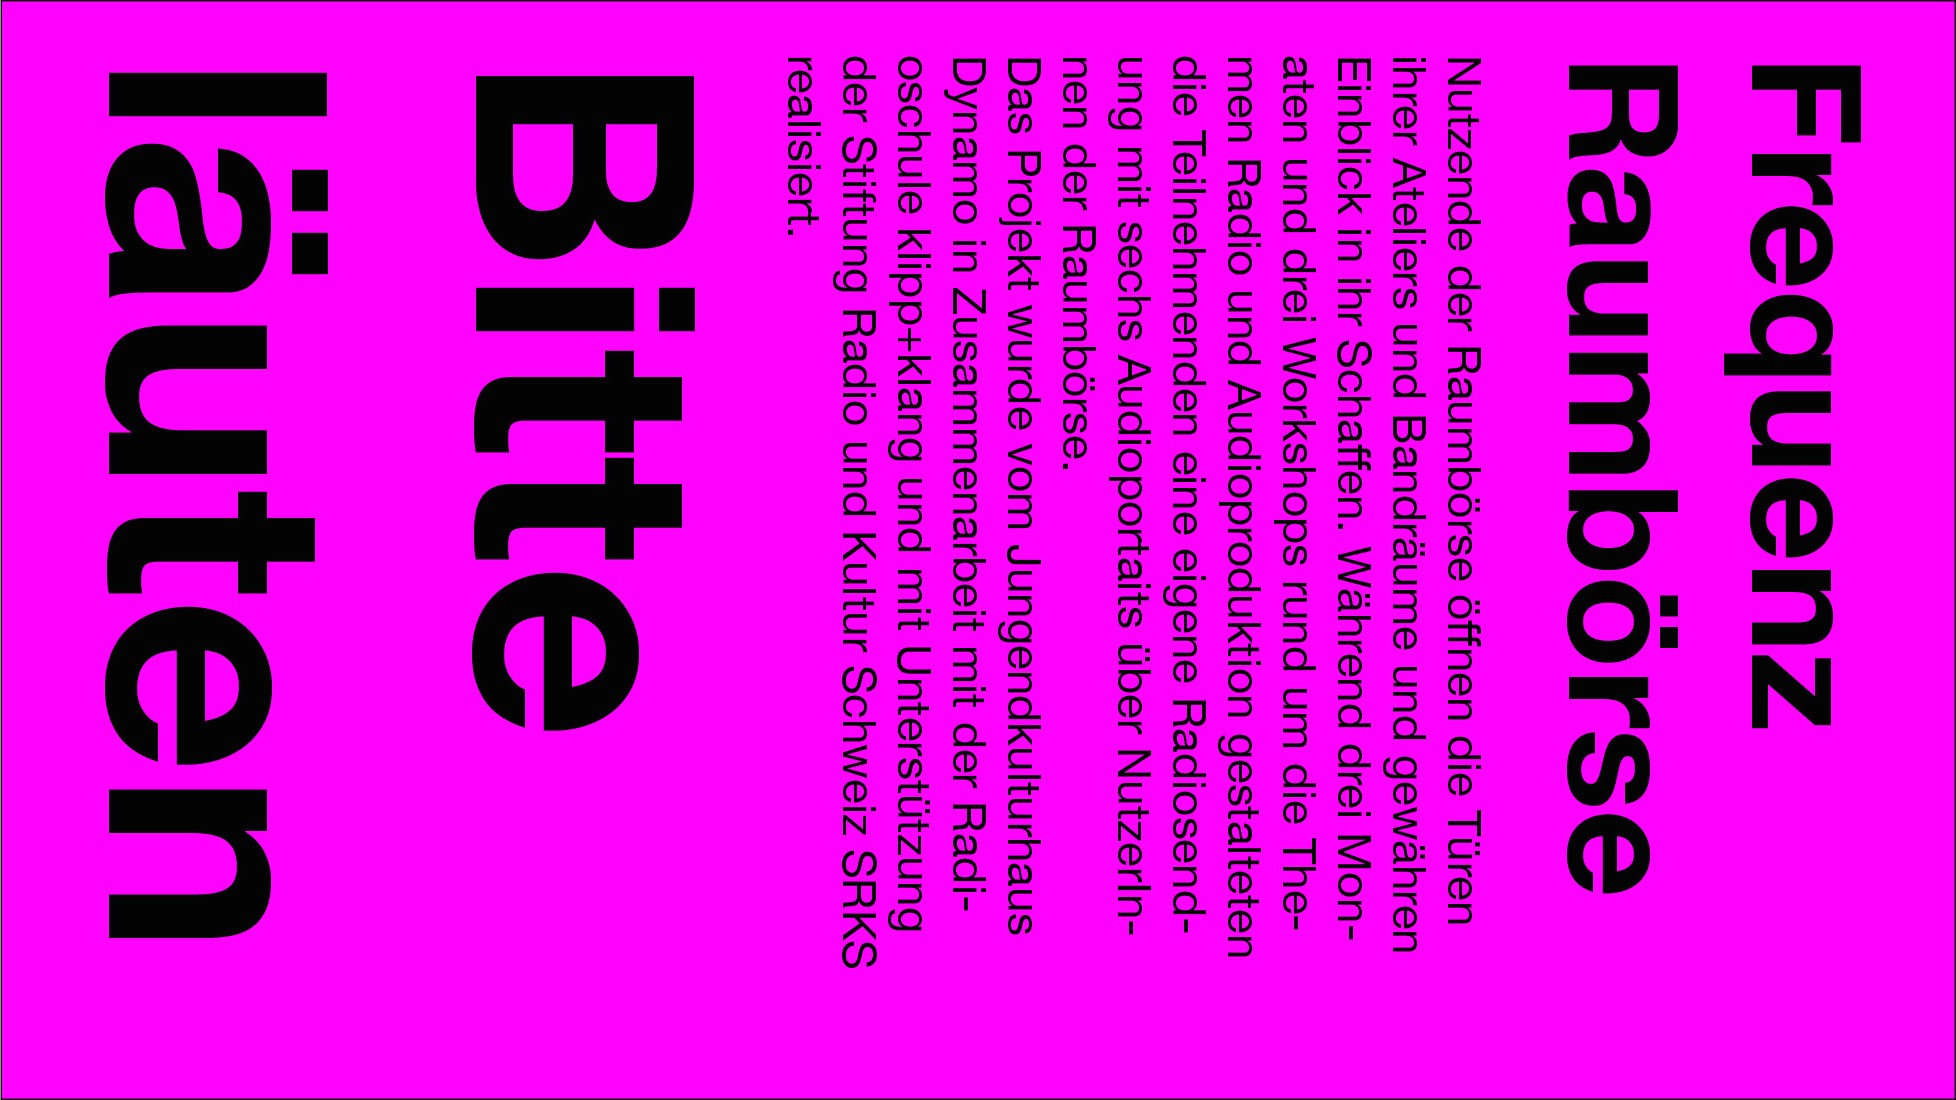 Frequenz
Raumbörse
Nutzende der Raumbörse öffnen die Türen
ihrer Ateliers und Bandräume und gewähren
Einblick in ihr Schaffen. Während drei Mon-
aten und drei Workshops rund um die The-
men Radio und Audioproduktion gestalteten
die Teilnehmenden eine eigene Radiosend-
ung mit sechs Audioportaits über NutzerIn-
nen der Raumbörse.
Das Projekt wurde vom Jungendkulturhaus
Dynamo in Zusammenarbeit mit der Radi-
oschule klipp+klang und mit Unterstützung
der Stiftung Radio und Kultur Schweiz SRKS
realisiert.
Bitte
läuten